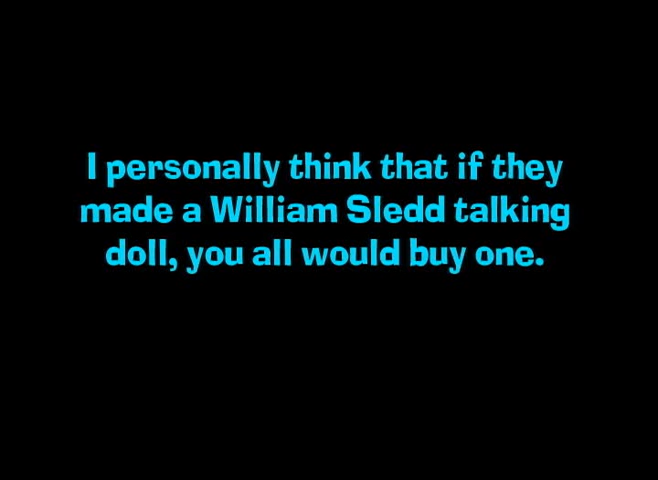 I personally think that if they
made a William Sledd talking
doll, you all would buy one.